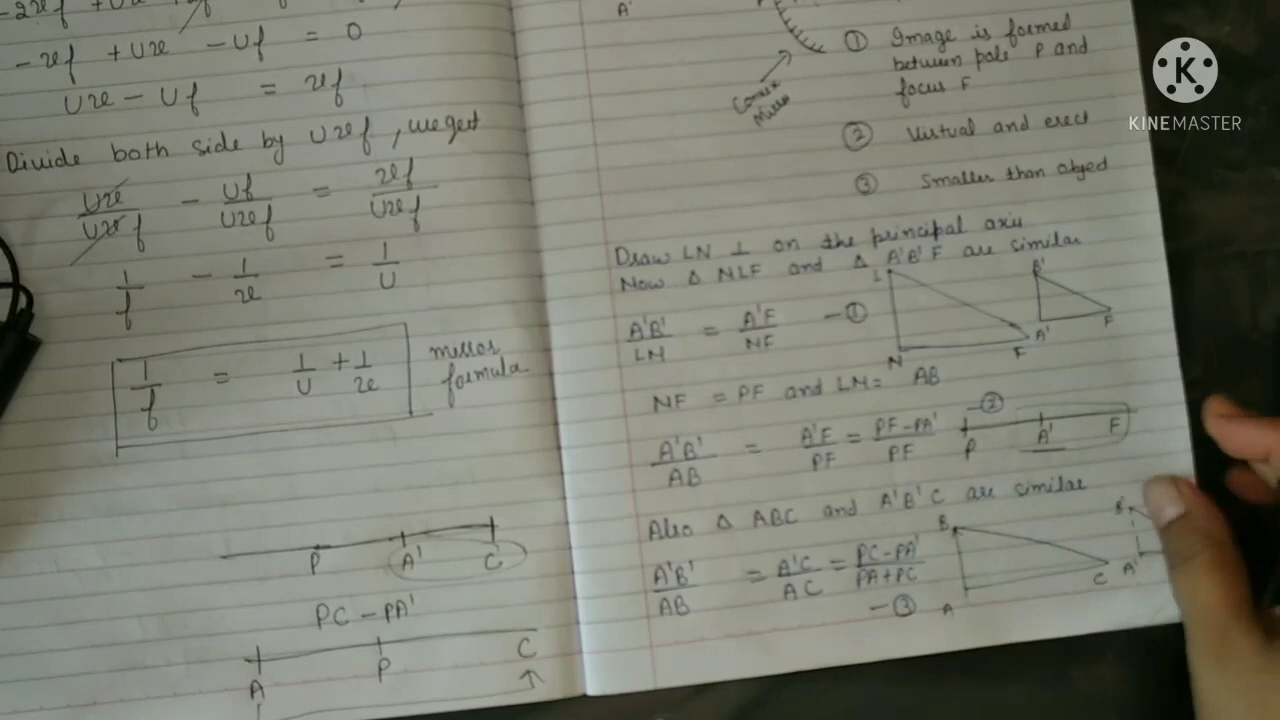 - vf + uv - uf = 0
uv - uf = vf
Divide both side by uvf, we get
uv/uvf - uf/uvf = vf/uvf
1/f - 1/v = 1/u
1/f = 1/u + 1/v mirror formula
P A' C
PC - PA'
A P C
A'
Convex Mirror
① Image is formed
between pole P and
focus F
② Virtual and erect
③ Smaller than object
Draw LN ⊥ on the principal axis
Now Δ NLF and Δ A'B'F are similar
L N F B' A' F
A'B'/LN = A'F/NF - ①
NF = PF and LN = AB
A'B'/AB = A'F/PF = PF-PA'/PF - ②
P A' F
Also Δ ABC and A'B'C are similar
A'B'/AB = A'C/AC = PC-PA'/PA+PC - ③
B A C B' A'
KINEMASTER